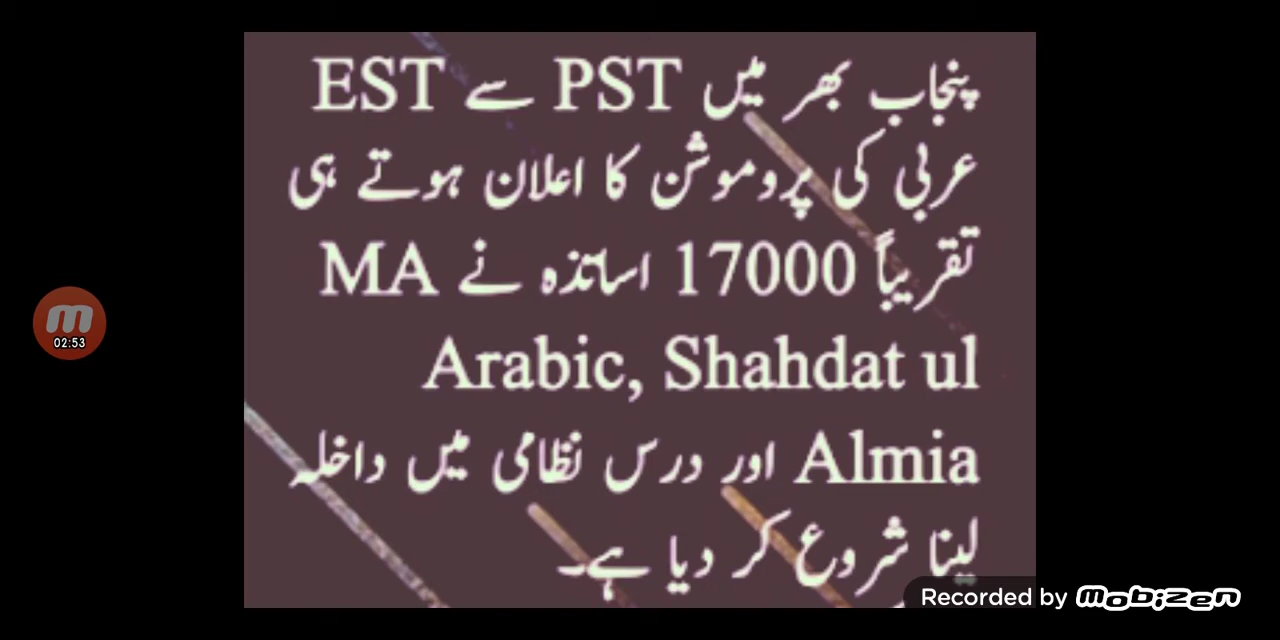 پنجاب بھر میں PST سے EST
عربی کی پروموشن کا اعلان ہوتے ہی
تقریباً 17000 اساتذہ نے MA
Arabic, Shahdat ul
Almia اور درس نظامی میں داخلہ
لینا شروع کر دیا ہے۔
02:53
Recorded by mobizen